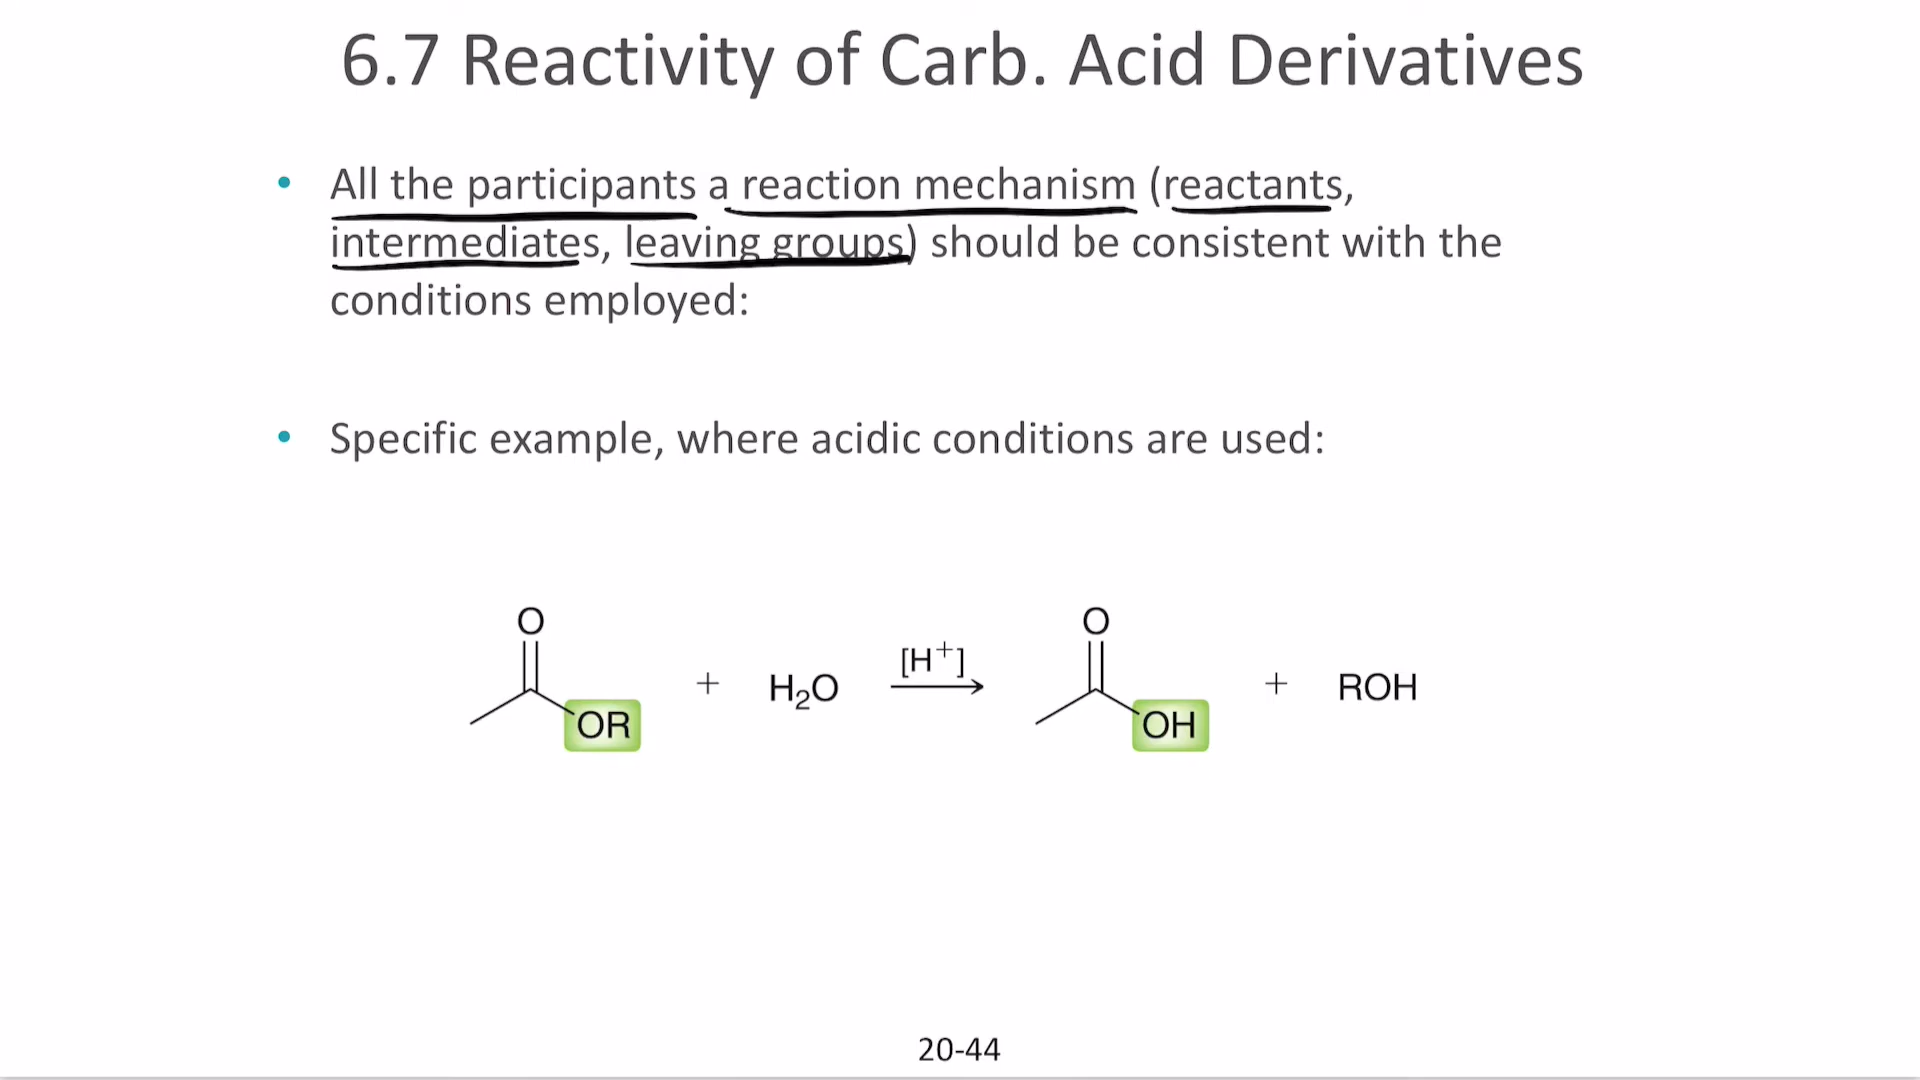 6.7 Reactivity of Carb. Acid Derivatives
• All the participants a reaction mechanism (reactants,
intermediates, leaving groups) should be consistent with the
conditions employed:
• Specific example, where acidic conditions are used:
O
OR
+ H₂O
[H⁺]
O
OH
+ ROH
20-44